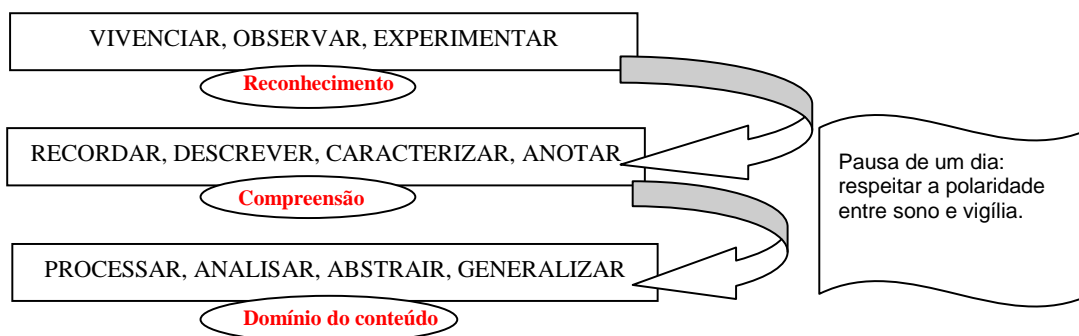 VIVENCIAR, OBSERVAR, EXPERIMENTAR
Reconhecimento
RECORDAR, DESCREVER, CARACTERIZAR, ANOTAR
Compreensão
PROCESSAR, ANALISAR, ABSTRAIR, GENERALIZAR
Domínio do conteúdo
Pausa de um dia:
respeitar a polaridade
entre sono e vigília.